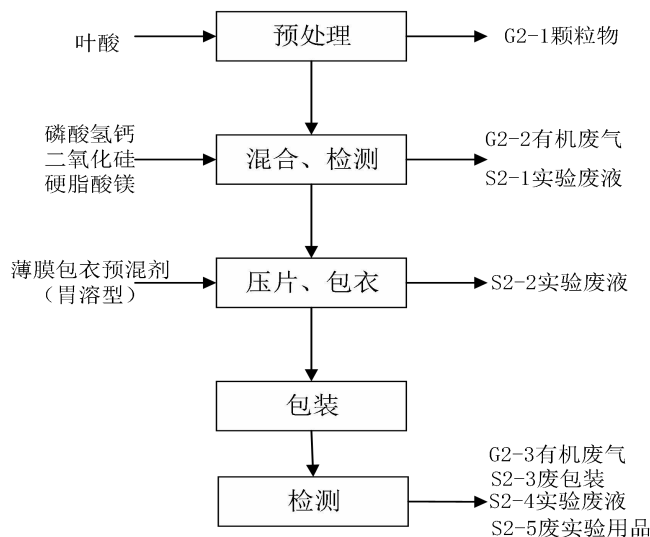 叶酸
预处理
G2-1颗粒物
磷酸氢钙
二氧化硅
硬脂酸镁
混合、检测
G2-2有机废气
S2-1实验废液
薄膜包衣预混剂
（胃溶型）
压片、包衣
S2-2实验废液
包装
检测
G2-3有机废气
S2-3废包装
S2-4实验废液
S2-5废实验用品